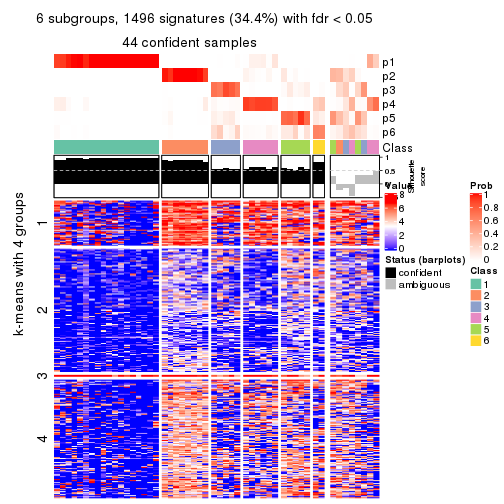 6 subgroups, 1496 signatures (34.4%) with fdr < 0.05
44 confident samples
p1
p2
p3
p4
p5
p6
Class
1
0.5
0
Silhouette
score
k-means with 4 groups
1
2
3
4
Value
8
6
4
2
0
Status (barplots)
confident
ambiguous
Prob
1
0.8
0.6
0.4
0.2
0
Class
1
2
3
4
5
6